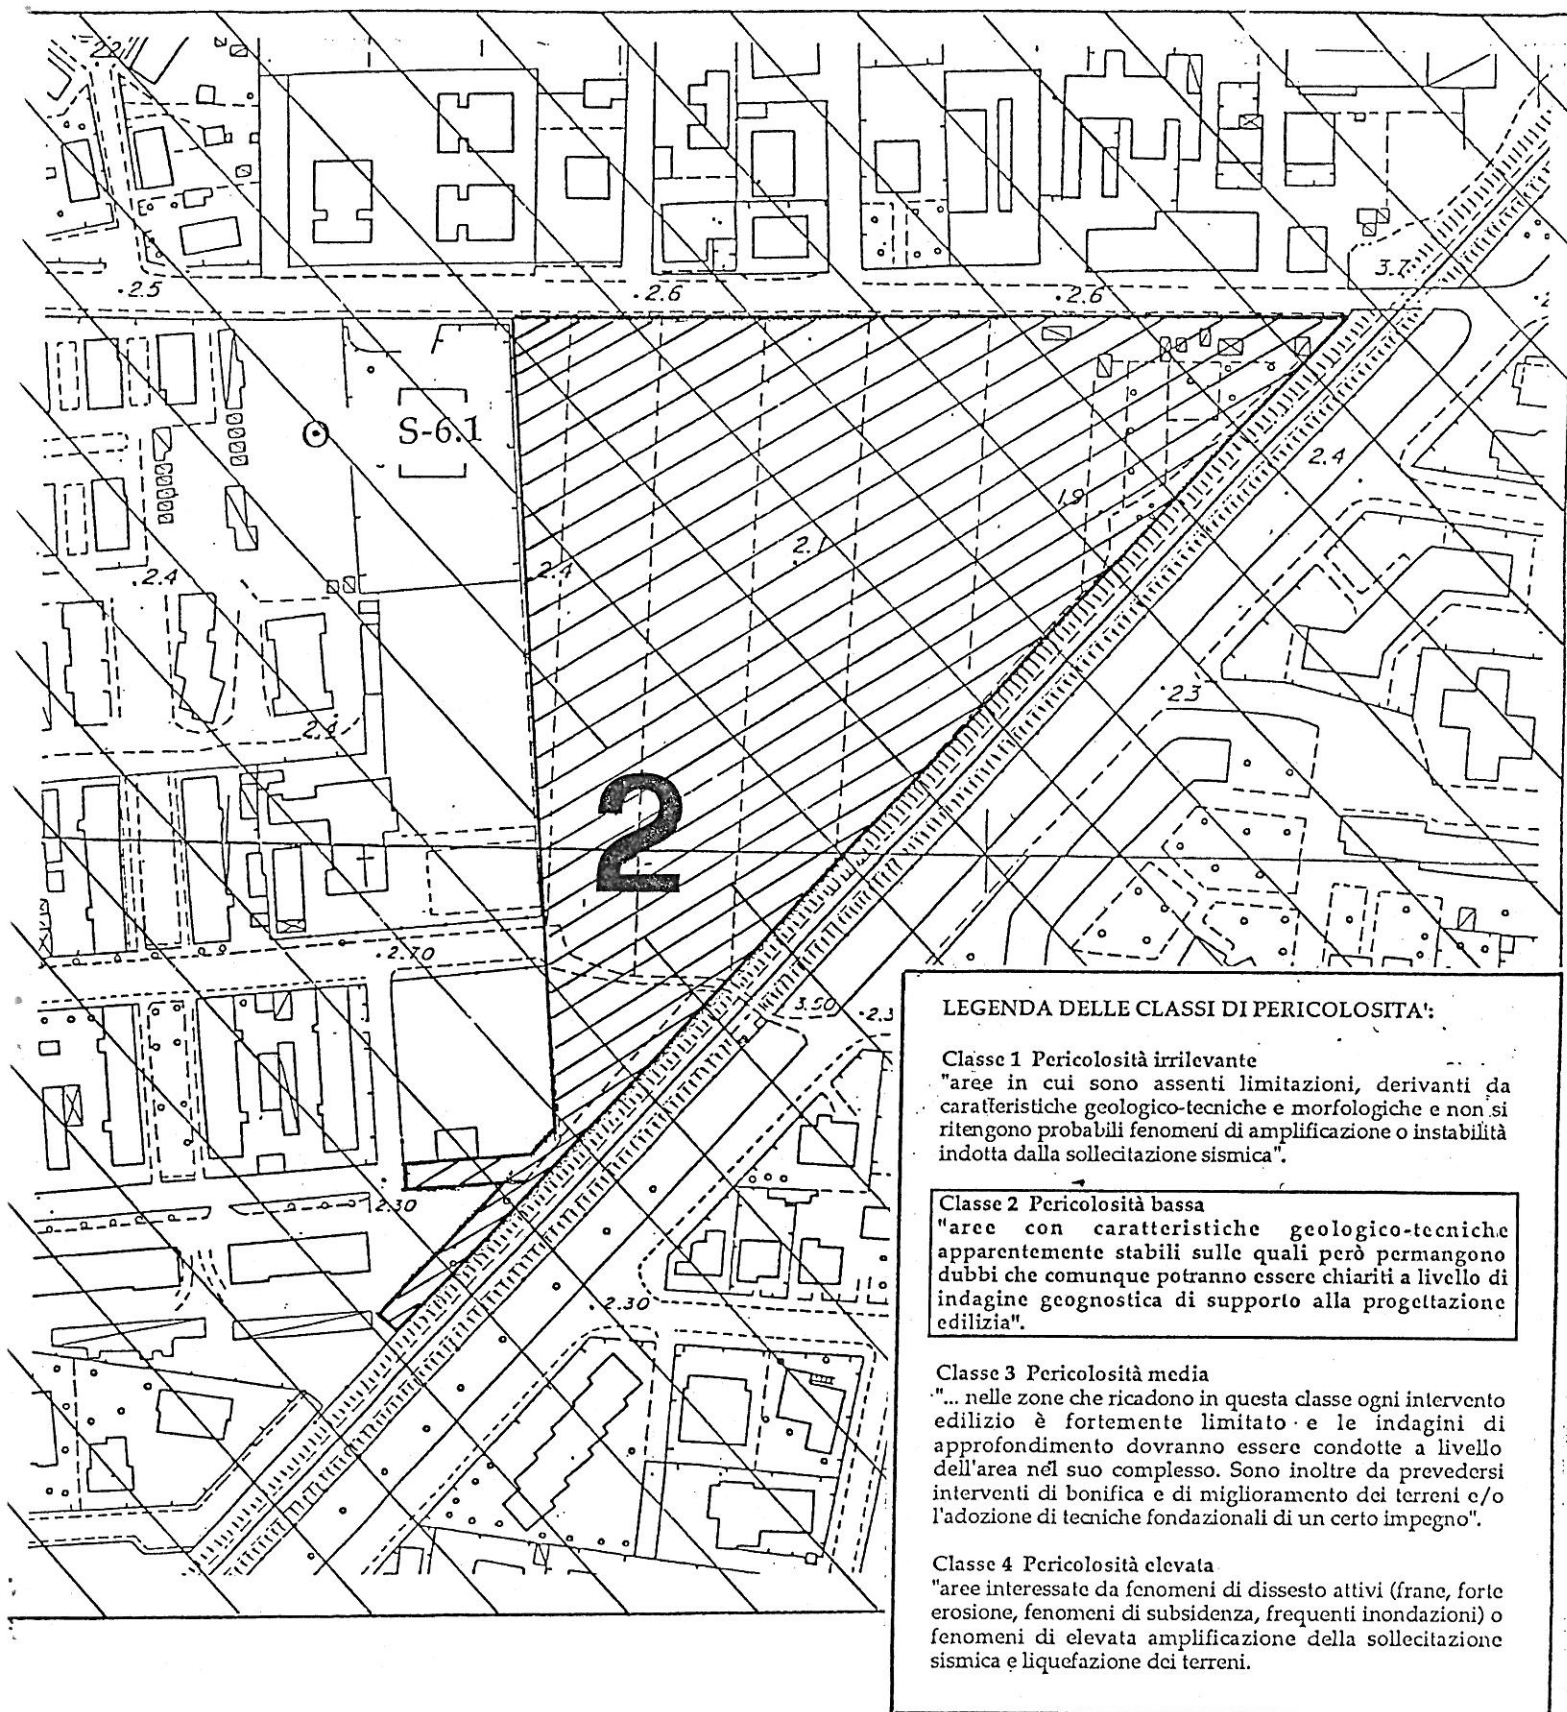 22
2.5
2.6
2.6
3.7
S-6.1
2.4
1.9
2.1
2.4
2.4
23
2
2.70
3.50
2.3
2.30
2.30
LEGENDA DELLE CLASSI DI PERICOLOSITA':
Classe 1 Pericolosità irrilevante
"aree in cui sono assenti limitazioni, derivanti da
caratteristiche geologico-tecniche e morfologiche e non si
ritengono probabili fenomeni di amplificazione o instabilità
indotta dalla sollecitazione sismica".
Classe 2 Pericolosità bassa
"aree con caratteristiche geologico-tecniche
apparentemente stabili sulle quali però permangono
dubbi che comunque potranno essere chiariti a livello di
indagine geognostica di supporto alla progettazione
edilizia".
Classe 3 Pericolosità media
"... nelle zone che ricadono in questa classe ogni intervento
edilizio è fortemente limitato e le indagini di
approfondimento dovranno essere condotte a livello
dell'area nel suo complesso. Sono inoltre da prevedersi
interventi di bonifica e di miglioramento dei terreni e/o
l'adozione di tecniche fondazionali di un certo impegno".
Classe 4 Pericolosità elevata
"aree interessate da fenomeni di dissesto attivi (frane, forte
erosione, fenomeni di subsidenza, frequenti inondazioni) o
fenomeni di elevata amplificazione della sollecitazione
sismica e liquefazione dei terreni.